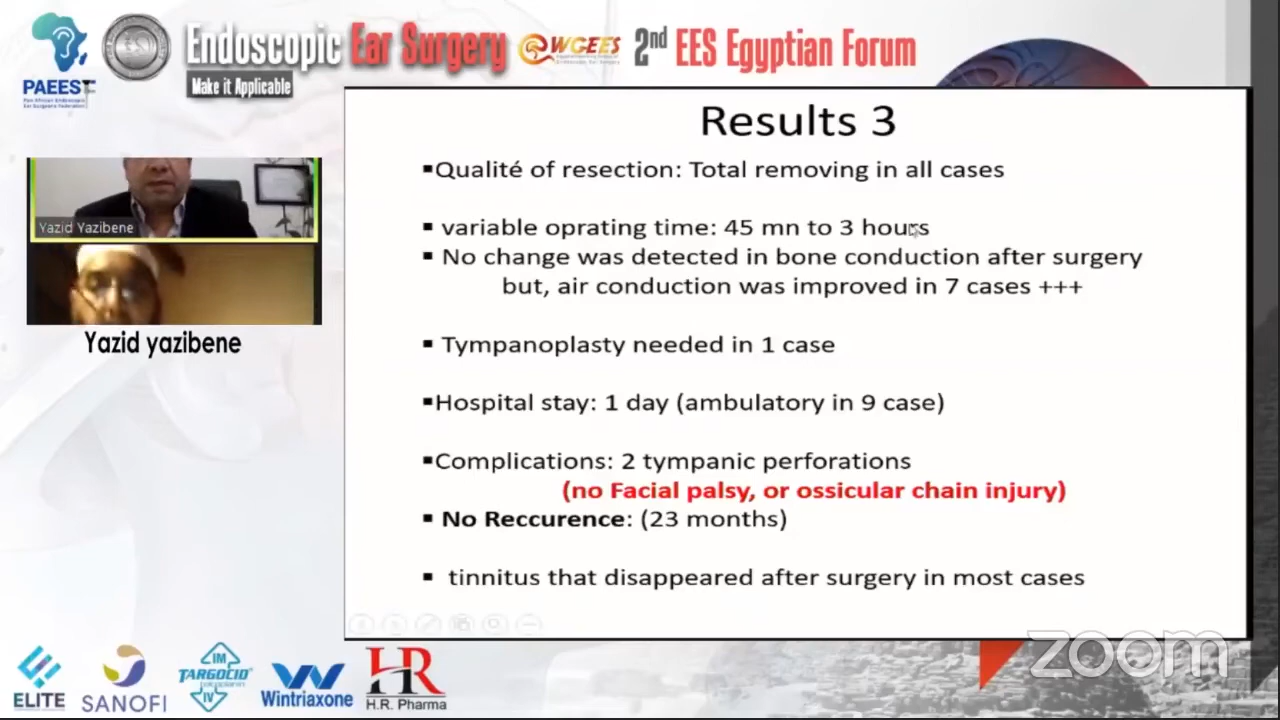 PAEES
Endoscopic Ear Surgery
Make it Applicable
WGEES
2nd EES Egyptian Forum
Results 3
▪Qualité of resection: Total removing in all cases
▪ variable oprating time: 45 mn to 3 hours
▪ No change was detected in bone conduction after surgery
but, air conduction was improved in 7 cases +++
▪ Tympanoplasty needed in 1 case
▪Hospital stay: 1 day (ambulatory in 9 case)
▪Complications: 2 tympanic perforations
(no Facial palsy, or ossicular chain injury)
▪ No Reccurence: (23 months)
▪ tinnitus that disappeared after surgery in most cases
Yazid Yazibene
Yazid yazibene
ELITE
SANOFI
IM
TARGOCID
IV
Wintriaxone
HR
H.R. Pharma
zoom